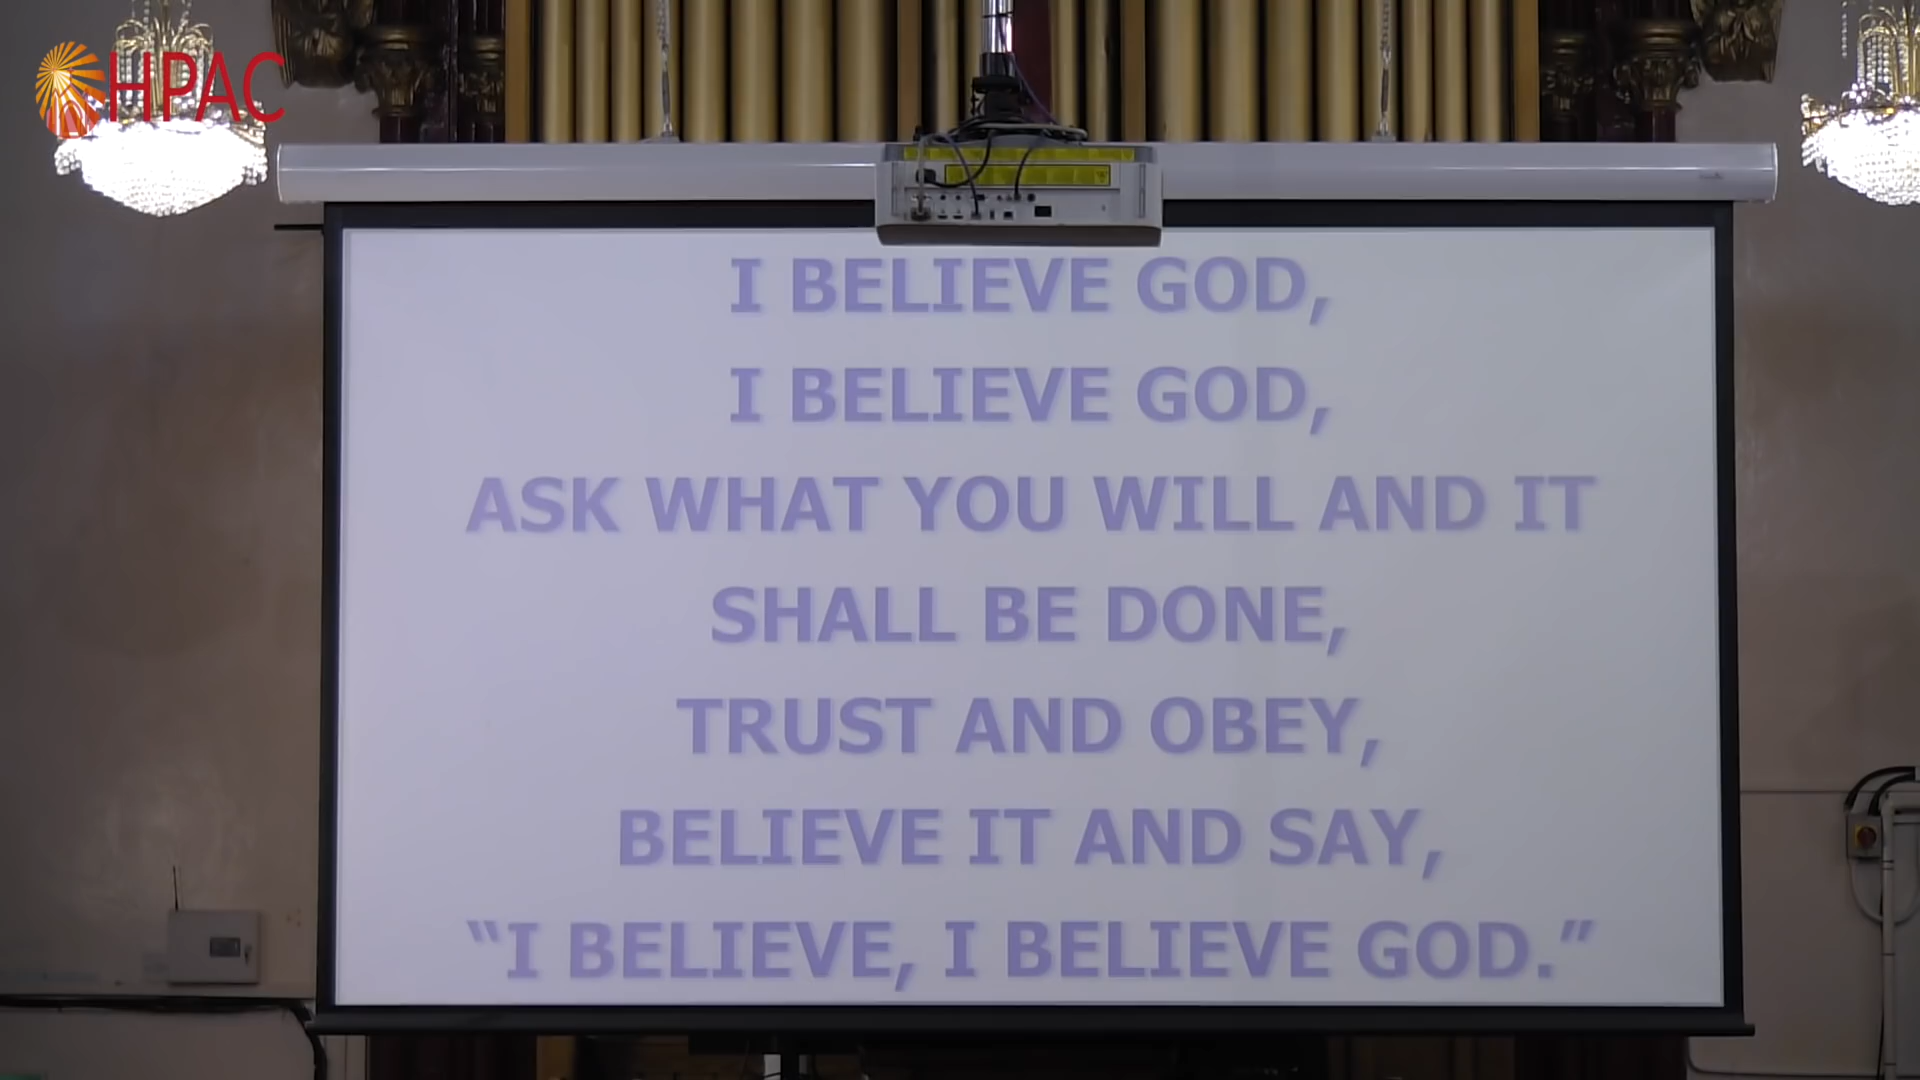 HPAC
I BELIEVE GOD,
I BELIEVE GOD,
ASK WHAT YOU WILL AND IT
SHALL BE DONE,
TRUST AND OBEY,
BELIEVE IT AND SAY,
“I BELIEVE, I BELIEVE GOD.”